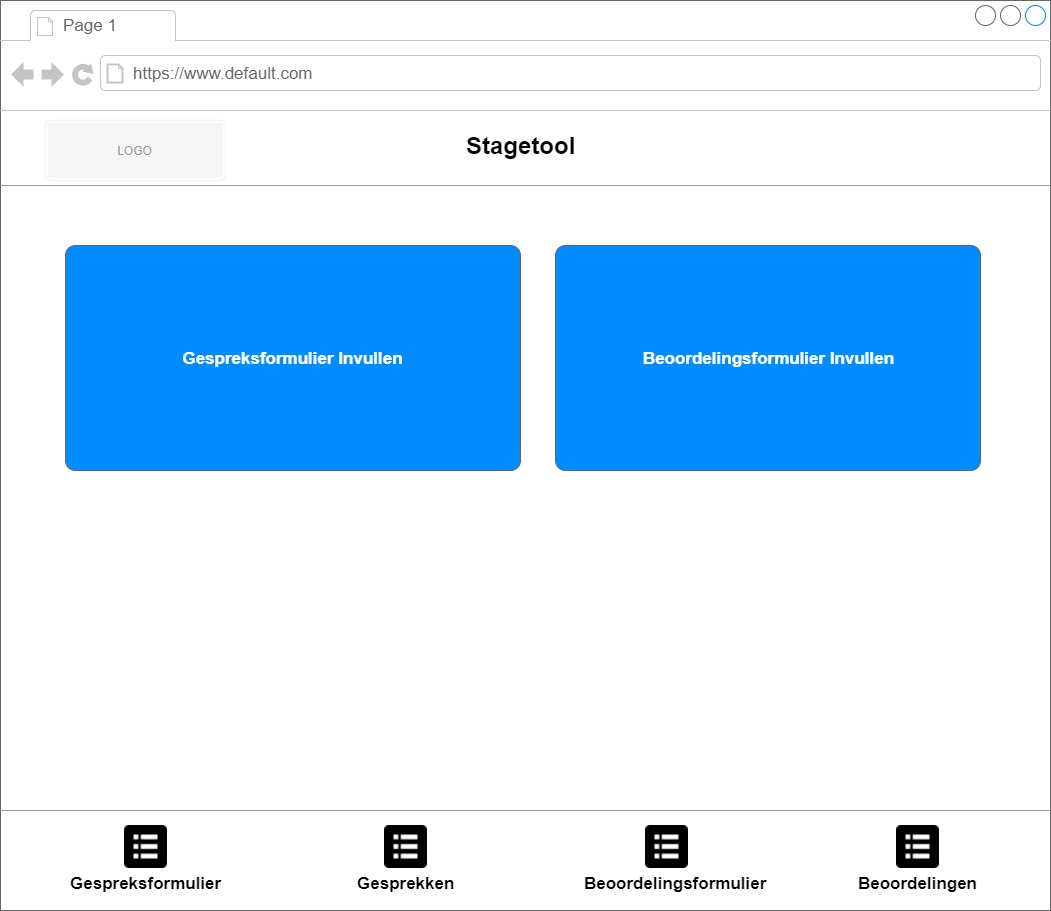 Page 1
https://www.default.com
LOGO
Stagetool
Gespreksformulier Invullen
Beoordelingsformulier Invullen
Gespreksformulier
Gesprekken
Beoordelingsformulier
Beoordelingen